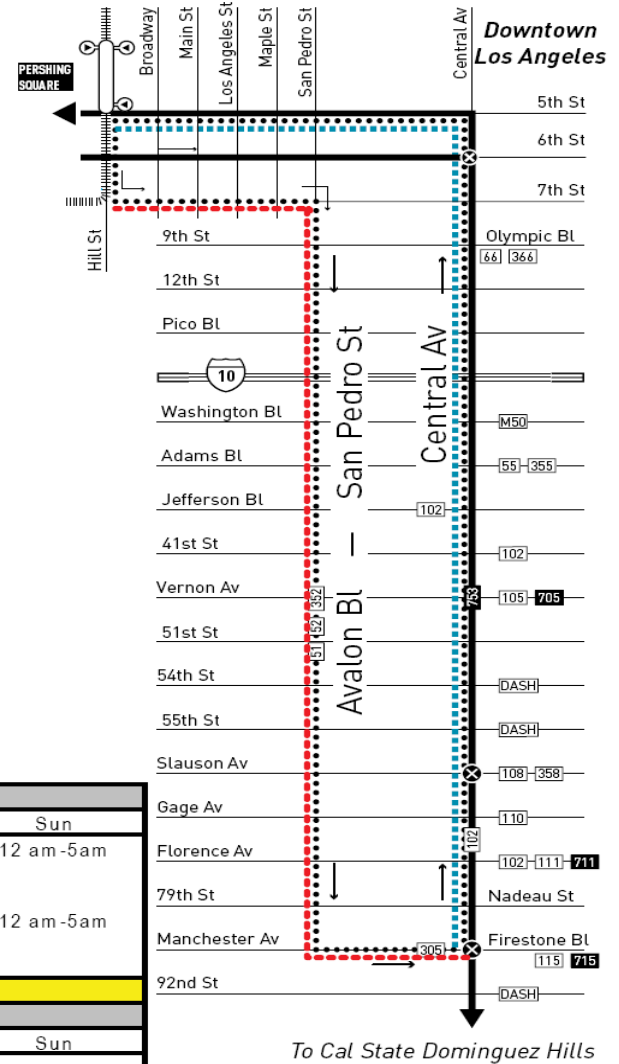 Broadway
Main St
Los Angeles St
Maple St
San Pedro St
Central Av
Downtown
Los Angeles
PERSHING
SQUARE
5th St
6th St
7th St
Hill St
9th St
Olympic Bl
66 366
12th St
Pico Bl
10
San Pedro St
Central Av
Washington Bl
M50
Adams Bl
55 355
Jefferson Bl
102
41st St
102
Avalon Bl —
Vernon Av
352
753
105 705
52
51st St
51
54th St
DASH
55th St
DASH
Slauson Av
108 358
Gage Av
110
Sun
102
12 am-5am
Florence Av
102 111 711
79th St
Nadeau St
12 am-5am
Manchester Av
305
Firestone Bl
115 715
92nd St
DASH
Sun
To Cal State Dominguez Hills